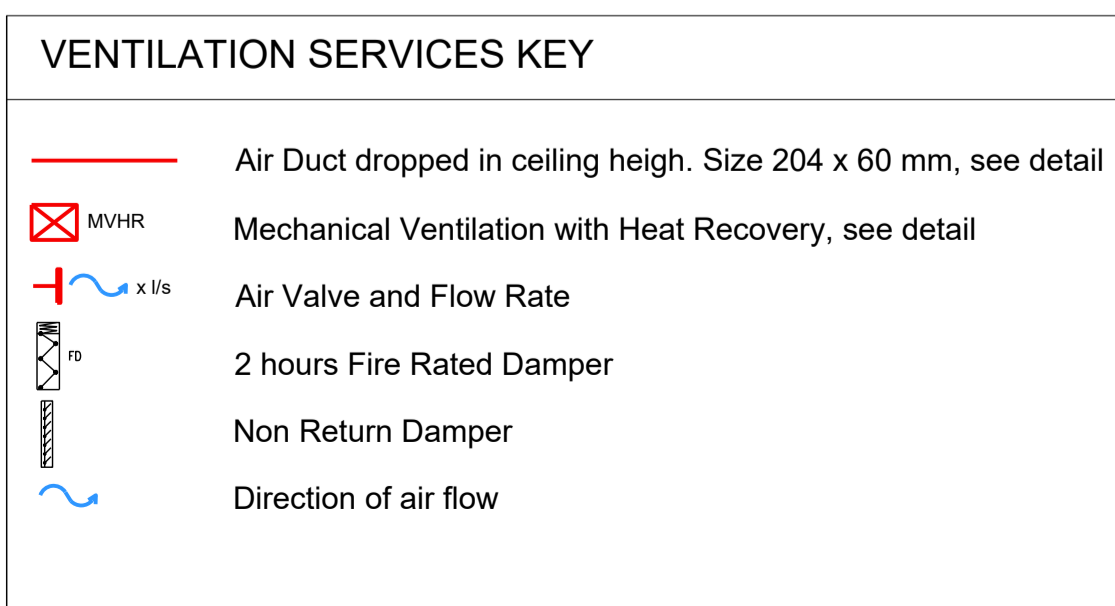 VENTILATION SERVICES KEY
Air Duct dropped in ceiling heigh. Size 204 x 60 mm, see detail
MVHR Mechanical Ventilation with Heat Recovery, see detail
x l/s Air Valve and Flow Rate
FD 2 hours Fire Rated Damper
Non Return Damper
Direction of air flow